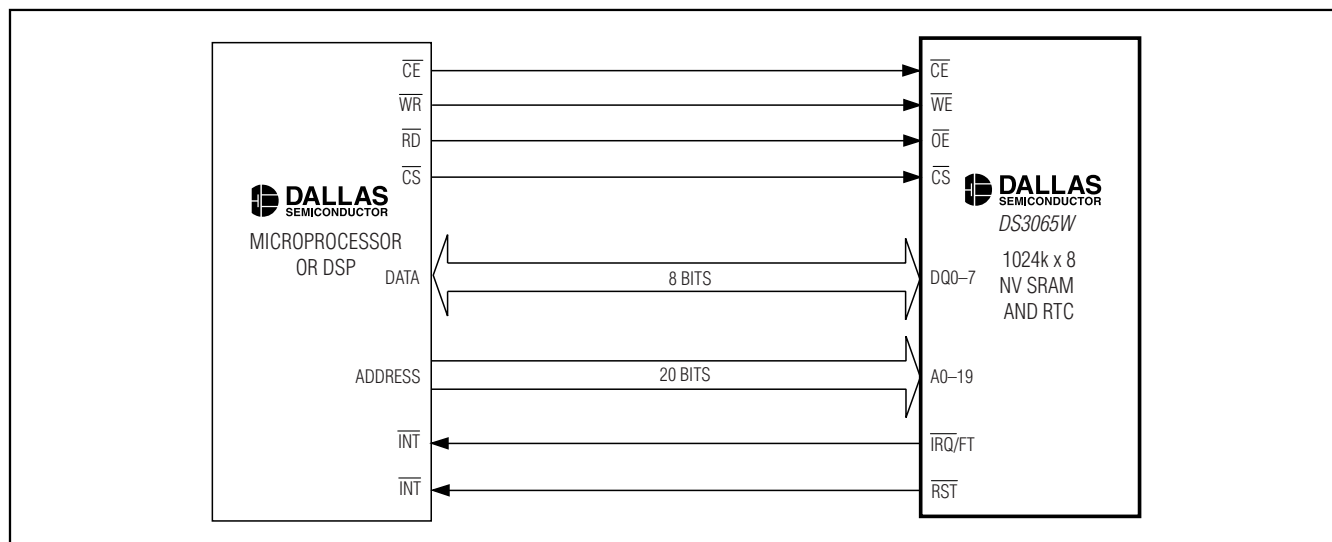 CE
WR
RD
CS
DALLAS
SEMICONDUCTOR
MICROPROCESSOR
OR DSP
DATA
ADDRESS
INT
INT
8 BITS
20 BITS
CE
WE
OE
CS
DALLAS
SEMICONDUCTOR
DS3065W
1024k x 8
NV SRAM
AND RTC
DQ0–7
A0–19
IRQ/FT
RST